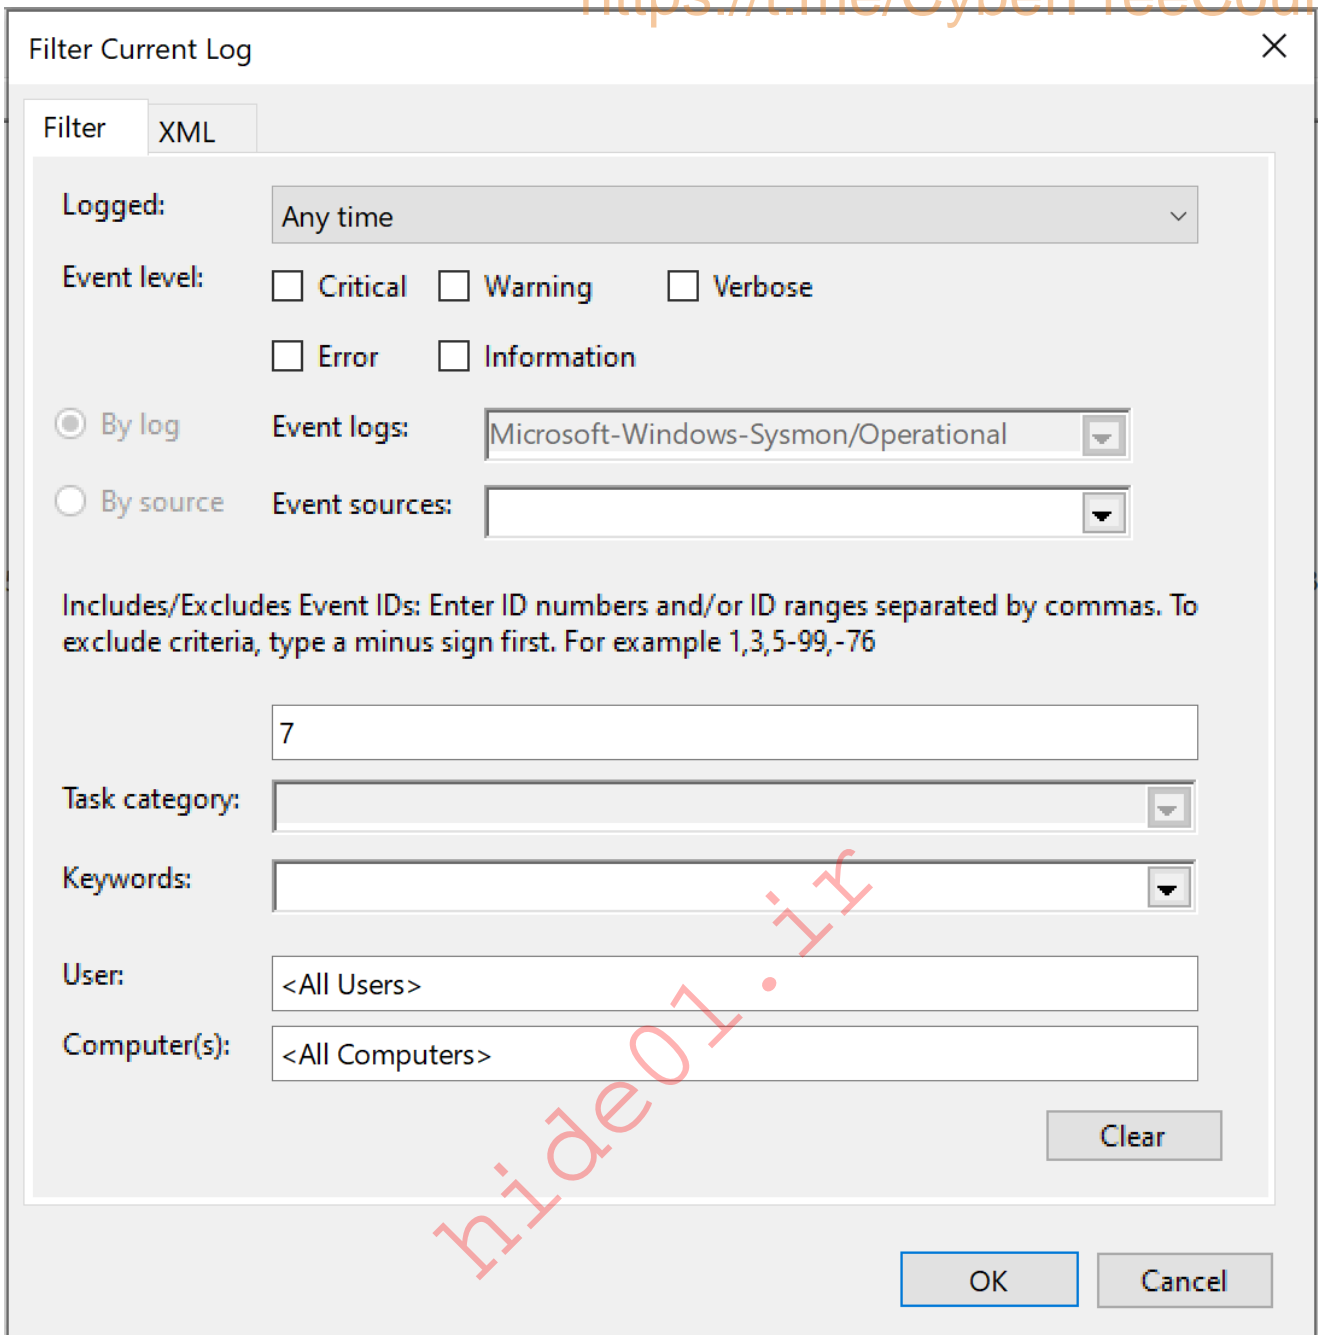 Filter Current Log
Filter XML
Logged: Any time
Event level: Critical Warning Verbose
Error Information
By log Event logs: Microsoft-Windows-Sysmon/Operational
By source Event sources:
Includes/Excludes Event IDs: Enter ID numbers and/or ID ranges separated by commas. To
exclude criteria, type a minus sign first. For example 1,3,5-99,-76
7
Task category:
Keywords:
User: <All Users>
Computer(s): <All Computers>
Clear
OK Cancel
hide01.ir